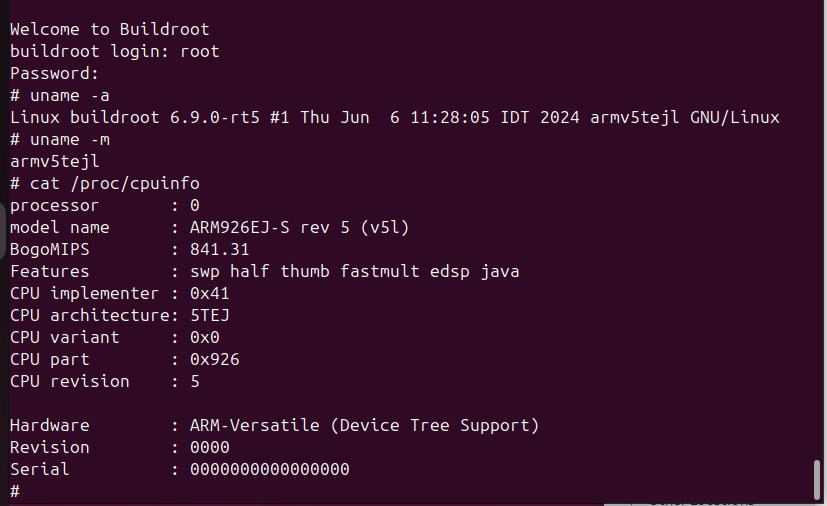 Welcome to Buildroot
buildroot login: root
Password:
# uname -a
Linux buildroot 6.9.0-rt5 #1 Thu Jun  6 11:28:05 IDT 2024 armv5tejl GNU/Linux
# uname -m
armv5tejl
# cat /proc/cpuinfo
processor       : 0
model name      : ARM926EJ-S rev 5 (v5l)
BogoMIPS        : 841.31
Features        : swp half thumb fastmult edsp java
CPU implementer : 0x41
CPU architecture: 5TEJ
CPU variant     : 0x0
CPU part        : 0x926
CPU revision    : 5

Hardware        : ARM-Versatile (Device Tree Support)
Revision        : 0000
Serial          : 0000000000000000
#